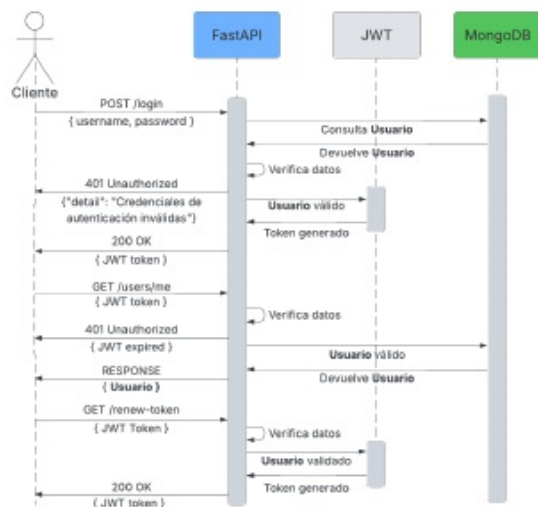 FastAPI
JWT
MongoDB
Cliente
POST /login
{ username, password }
Consulta Usuario
Devuelve Usuario
Verifica datos
401 Unauthorized
{"detail": "Credenciales de
autenticación inválidas"}
Usuario válido
Token generado
200 OK
{ JWT token }
GET /users/me
{ JWT token }
Verifica datos
401 Unauthorized
{ JWT expired }
Usuario válido
RESPONSE
{ Usuario }
Devuelve Usuario
GET /renew-token
{ JWT Token }
Verifica datos
Usuario validado
Token generado
200 OK
{ JWT token }